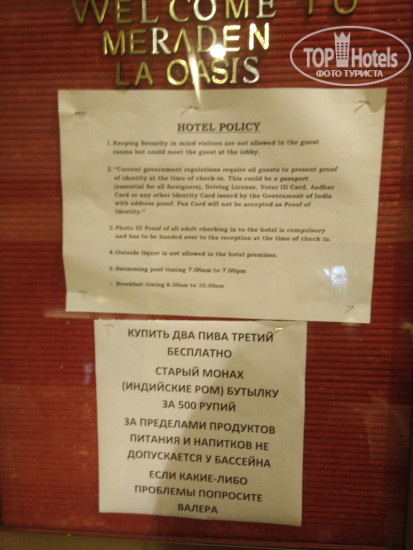 WELCOME TO
MERADEN
LA OASIS
TOP Hotels
ФОТО ТУРИСТА
HOTEL POLICY
1.Keeping Security in mind visitors are not allowed in the guest
rooms but could meet the guest at the lobby.
2."Current government regulations require all guests to present proof
of identity at the time of check-in. This could be a passport
(essential for all foreigners), Driving License, Voter ID Card, Aadhar
Card or any other Identity Card issued by the Government of India
with address proof. Pan Card will not be accepted as Proof of
Identity."
3.Photo ID Proof of all adult checking in to the hotel is compulsory
and has to be handed over to the reception at the time of check in.
4.Outside liquor is not allowed in the hotel premises.
5.Swimming pool timing 7.00am to 7.00pm
Breakfast timing 8.30am to 10.30am
КУПИТЬ ДВА ПИВА ТРЕТИЙ
БЕСПЛАТНО
СТАРЫЙ МОНАХ
(ИНДИЙСКИЕ РОМ) БУТЫЛКУ
ЗА 500 РУПИЙ
ЗА ПРЕДЕЛАМИ ПРОДУКТОВ
ПИТАНИЯ И НАПИТКОВ НЕ
ДОПУСКАЕТСЯ У БАССЕЙНА
ЕСЛИ КАКИЕ-ЛИБО
ПРОБЛЕМЫ ПОПРОСИТЕ
ВАЛЕРА